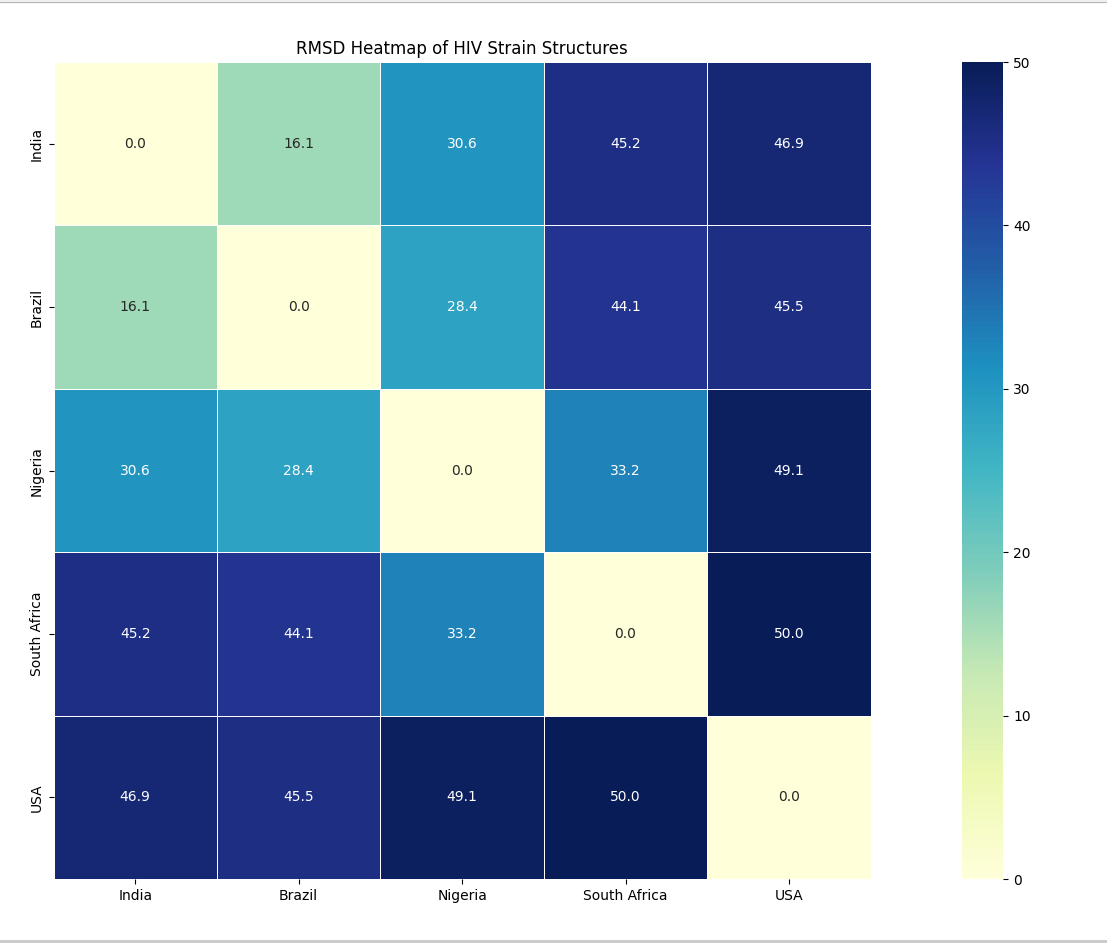 RMSD Heatmap of HIV Strain Structures
India 0.0 16.1 30.6 45.2 46.9
Brazil 16.1 0.0 28.4 44.1 45.5
Nigeria 30.6 28.4 0.0 33.2 49.1
South Africa 45.2 44.1 33.2 0.0 50.0
USA 46.9 45.5 49.1 50.0 0.0
India Brazil Nigeria South Africa USA
50
40
30
20
10
0